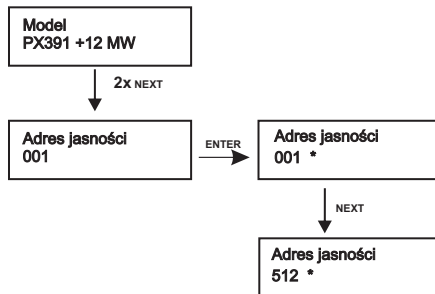 Model
PX391 +12 MW
2x NEXT
Adres jasności
001
ENTER
Adres jasności
001 *
NEXT
Adres jasności
512 *